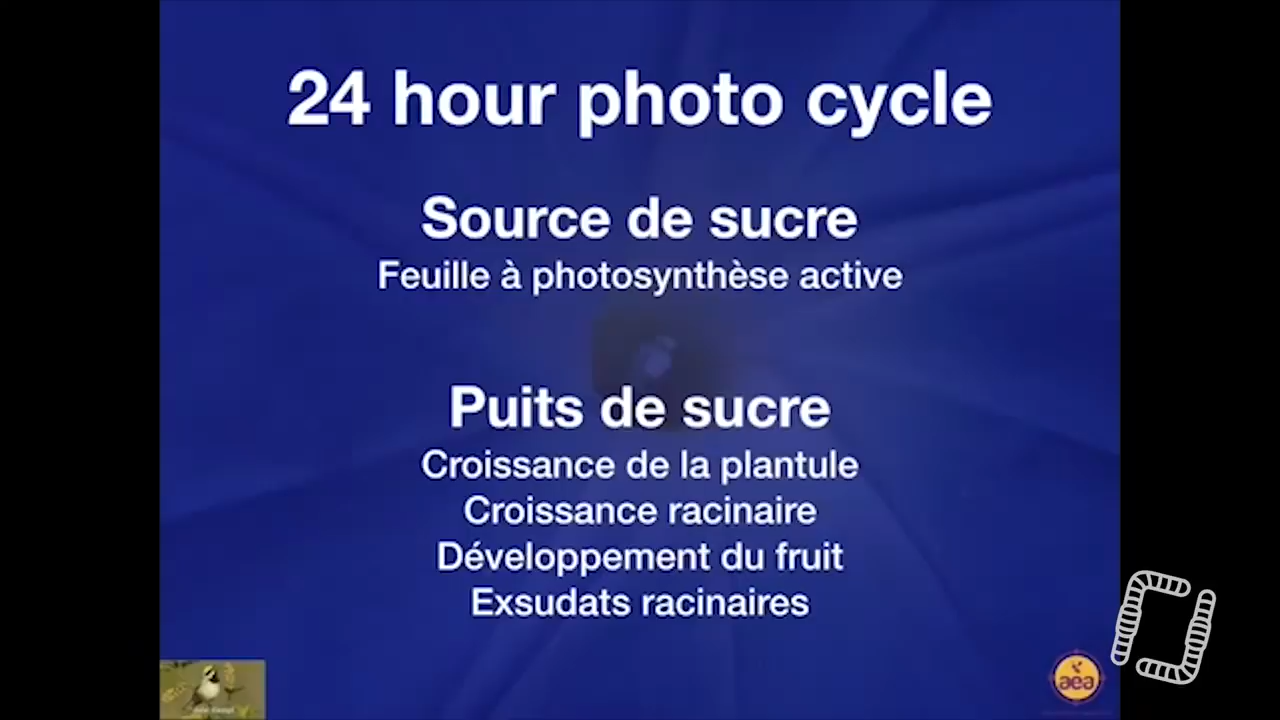 24 hour photo cycle
Source de sucre
Feuille à photosynthèse active
Puits de sucre
Croissance de la plantule
Croissance racinaire
Développement du fruit
Exsudats racinaires
aea